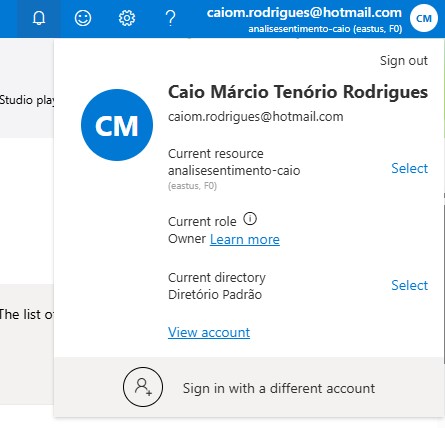 caiom.rodrigues@hotmail.com
analisesentimento-caio (eastus, F0)
CM
Sign out
Studio play
CM
Caio Márcio Tenório Rodrigues
caiom.rodrigues@hotmail.com
Current resource
analisesentimento-caio
(eastus, F0)
Select
Current role
Owner Learn more
Current directory
Diretório Padrão
Select
The list of
View account
Sign in with a different account